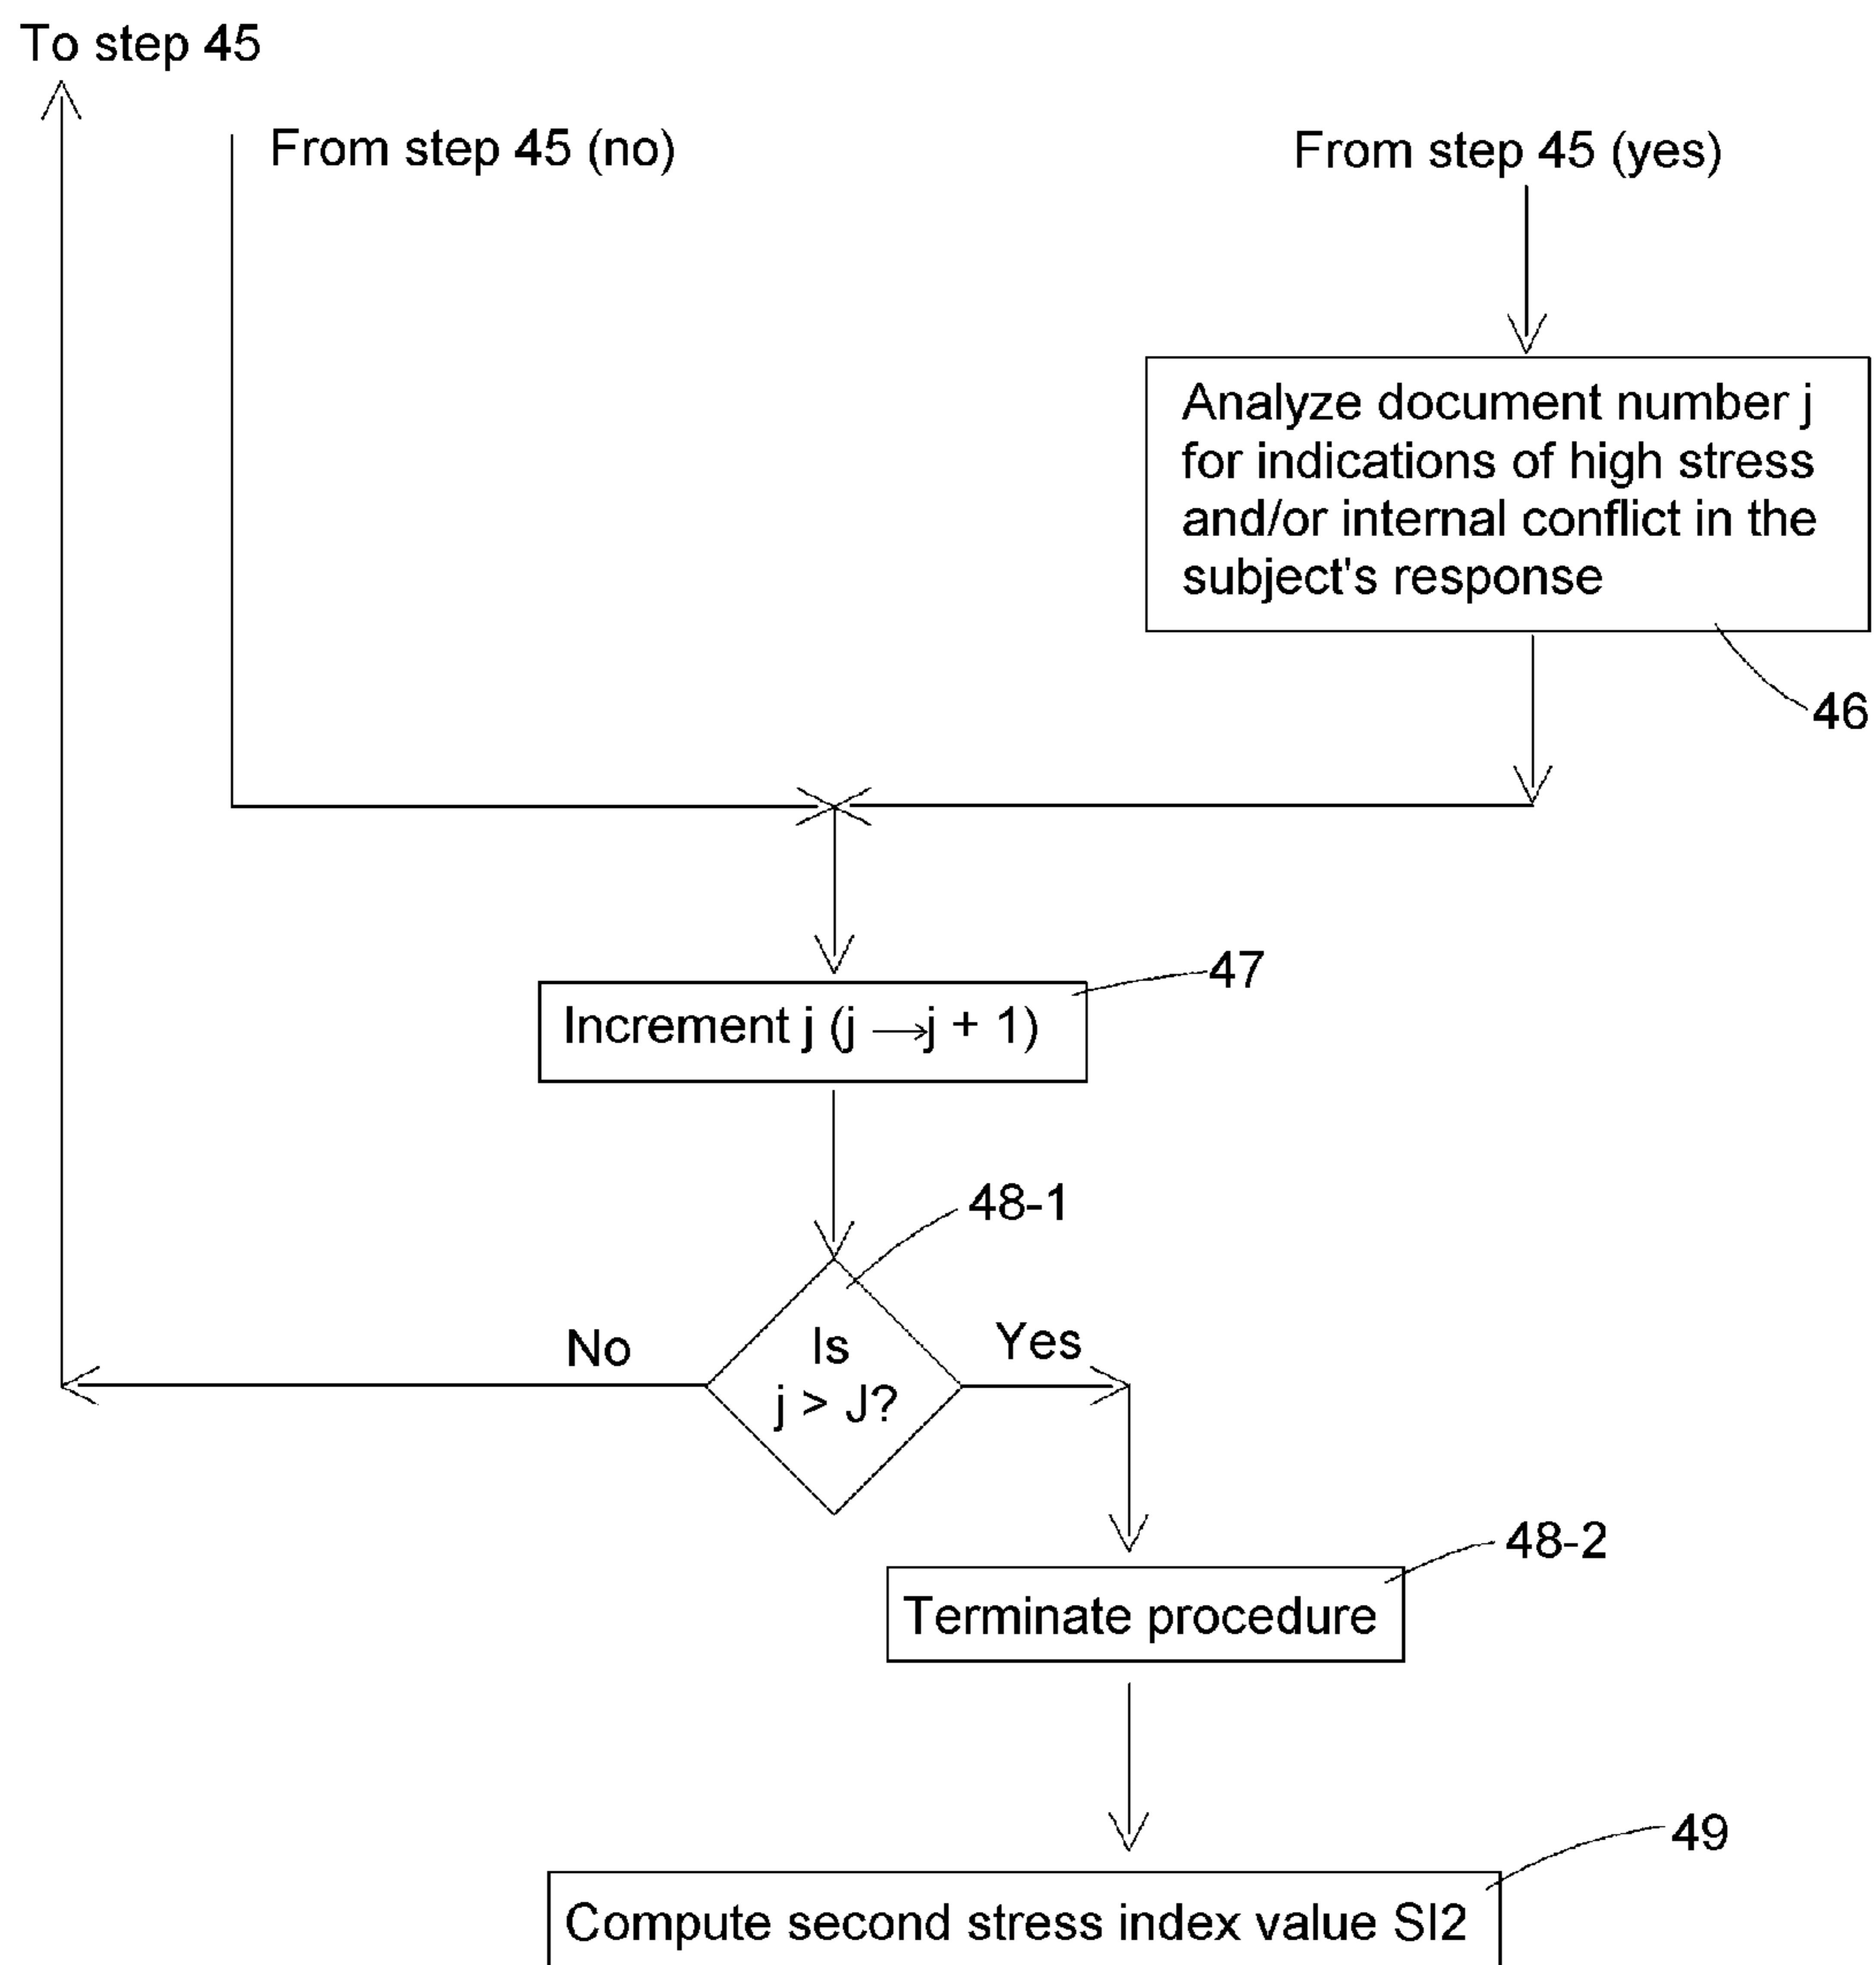 To step 45
From step 45 (no)
From step 45 (yes)
Analyze document number j
for indications of high stress
and/or internal conflict in the
subject's response
46
47
Increment j (j →j + 1)
48-1
Is
j > J?
No
Yes
48-2
Terminate procedure
49
Compute second stress index value SI2